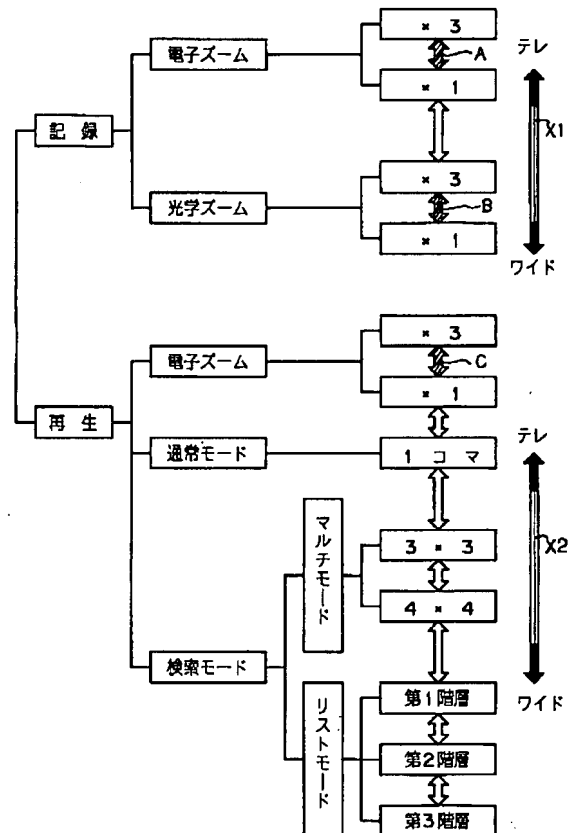 記録
電子ズーム
× 3
A
× 1
光学ズーム
× 3
B
× 1
テレ
X1
ワイド
再生
電子ズーム
× 3
C
× 1
通常モード
1 コ マ
検索モード
マルチモード
3 × 3
4 × 4
リストモード
第1階層
第2階層
第3階層
テレ
X2
ワイド